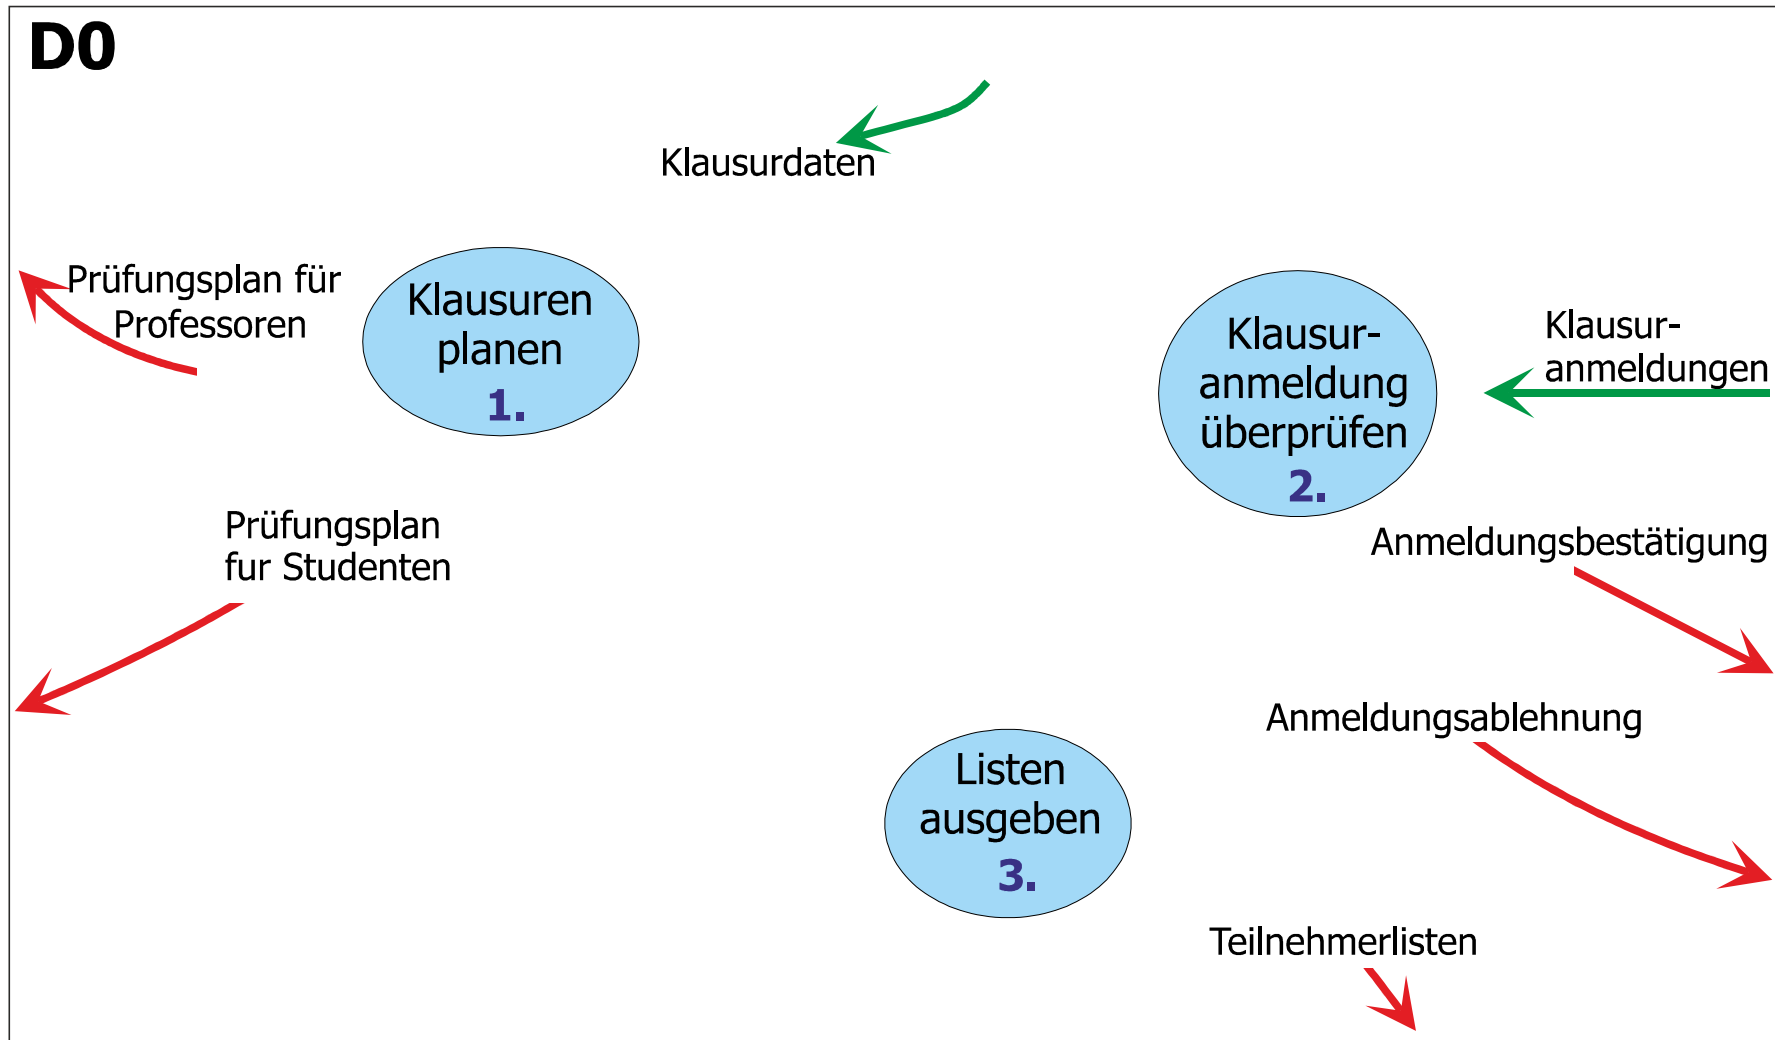 D0
Klausurdaten
Prüfungsplan für
Professoren
Klausuren
planen
1.
Klausur-
anmeldung
überprüfen
2.
Klausur-
anmeldungen
Prüfungsplan
fur Studenten
Anmeldungsbestätigung
Anmeldungsablehnung
Listen
ausgeben
3.
Teilnehmerlisten